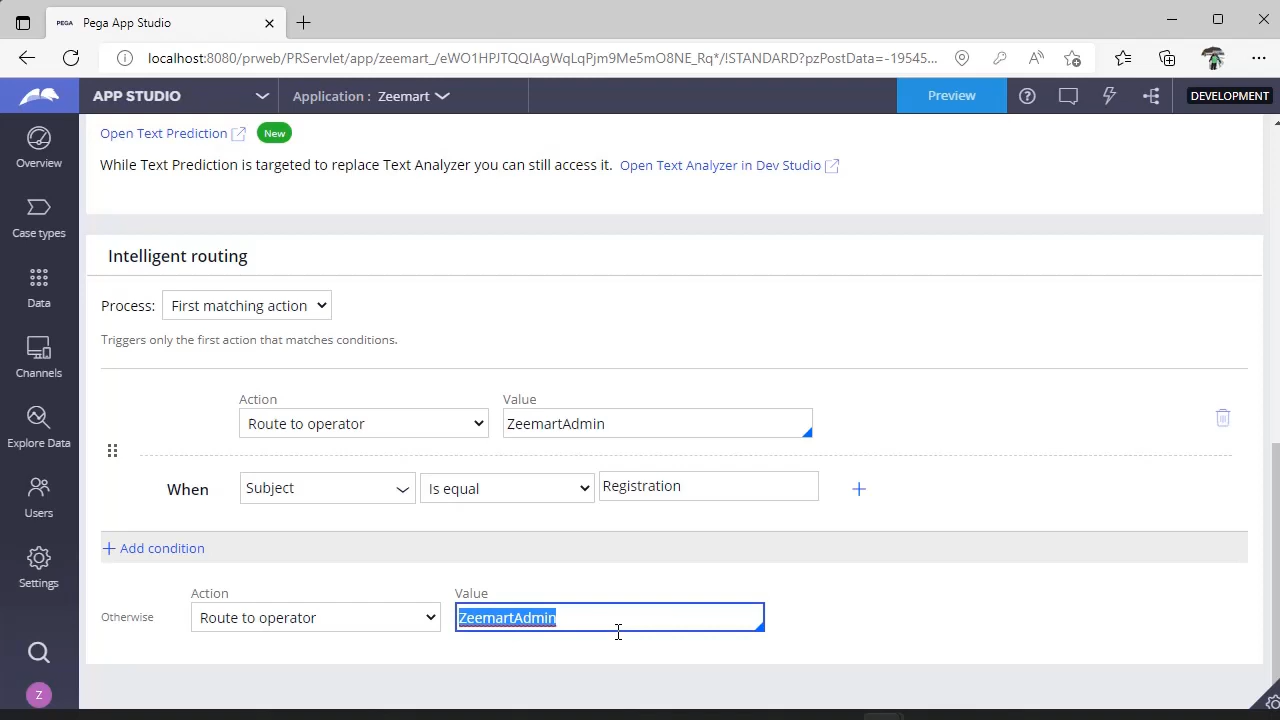 PEGA Pega App Studio
localhost:8080/prweb/PRServlet/app/zeemart_/eWO1HPJTQQIAgWqLqPjm9Me5mO8NE_Rq*/!STANDARD?pzPostData=-19545...
APP STUDIO Application : Zeemart Preview DEVELOPMENT
Overview
Case types
Data
Channels
Explore Data
Users
Settings
Z
Open Text Prediction New
While Text Prediction is targeted to replace Text Analyzer you can still access it. Open Text Analyzer in Dev Studio
Intelligent routing
Process: First matching action
Triggers only the first action that matches conditions.
Action Value
Route to operator ZeemartAdmin
When Subject Is equal Registration
+ Add condition
Action Value
Otherwise Route to operator ZeemartAdmin